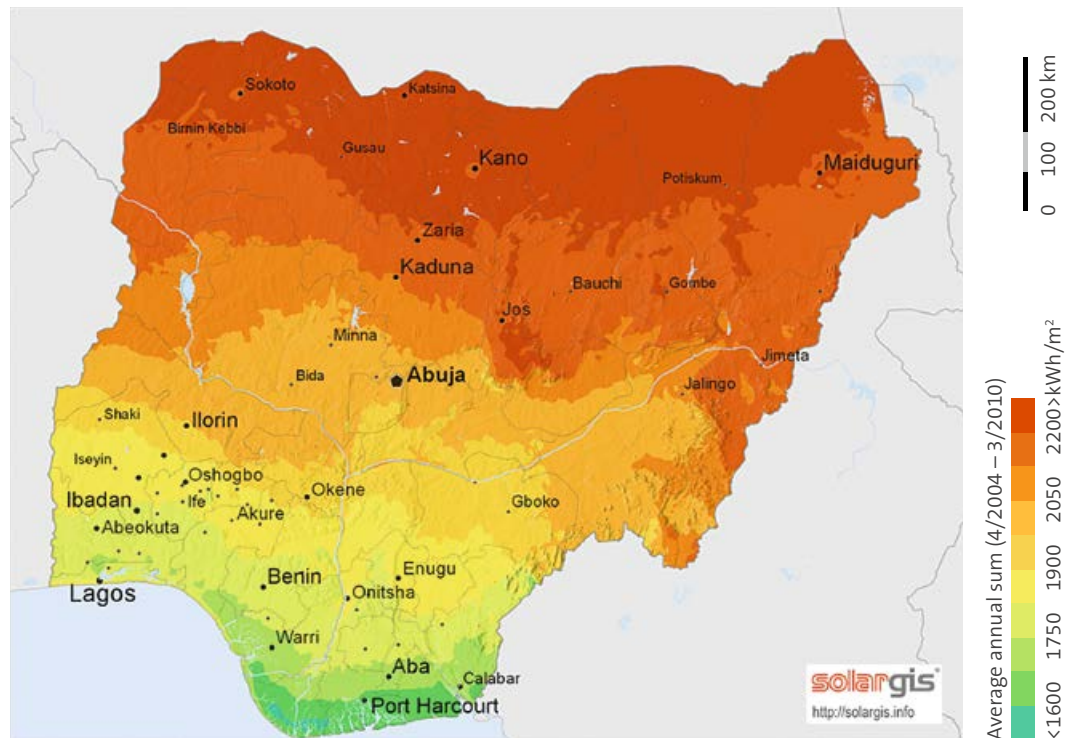 Sokoto
Katsina
Birnin Kebbi
Gusau
Kano
Potiskum
Maiduguri
Zaria
Kaduna
Bauchi
Gombe
Jos
Minna
Jimeta
Bida
Abuja
Jalingo
Shaki
Ilorin
Iseyin
Oshogbo
Ibadan
Ife
Okene
Gboko
Abeokuta
Akure
Enugu
Benin
Lagos
Onitsha
Warri
Aba
Calabar
Port Harcourt
solargis
http://solargis.info
0 100 200 km
Average annual sum (4/2004 – 3/2010)
<1600 1750 1900 2050 2200> kWh/m²